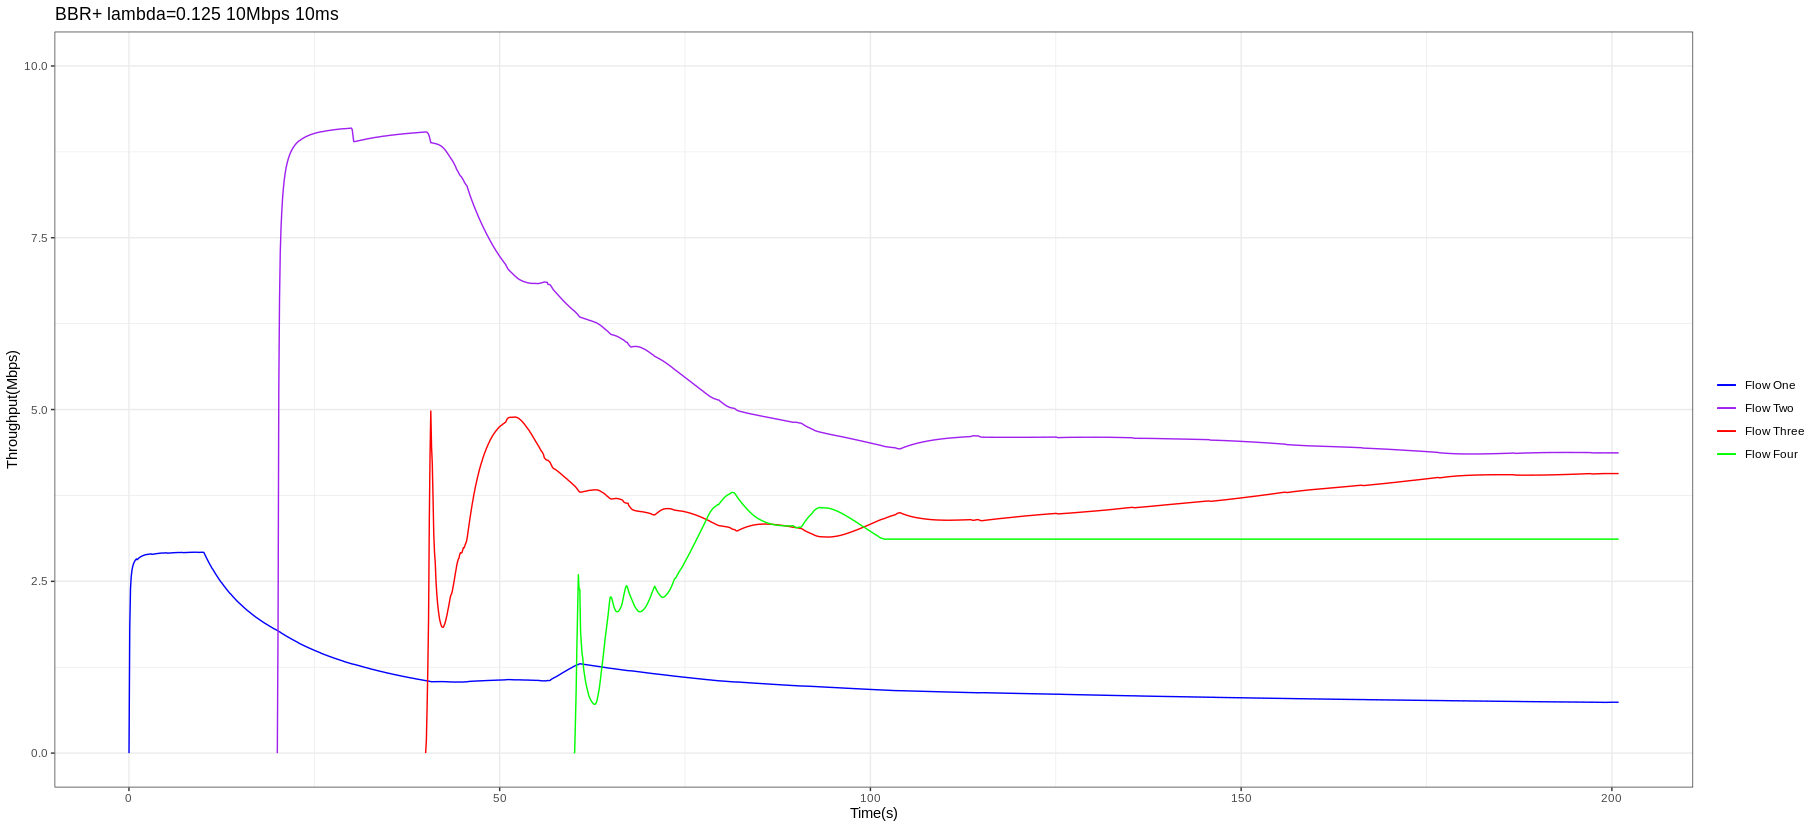 BBR+ lambda=0.125 10Mbps 10ms
Throughput(Mbps)
10.0
7.5
5.0
2.5
0.0
0
50
100
150
200
Time(s)
Flow One
Flow Two
Flow Three
Flow Four